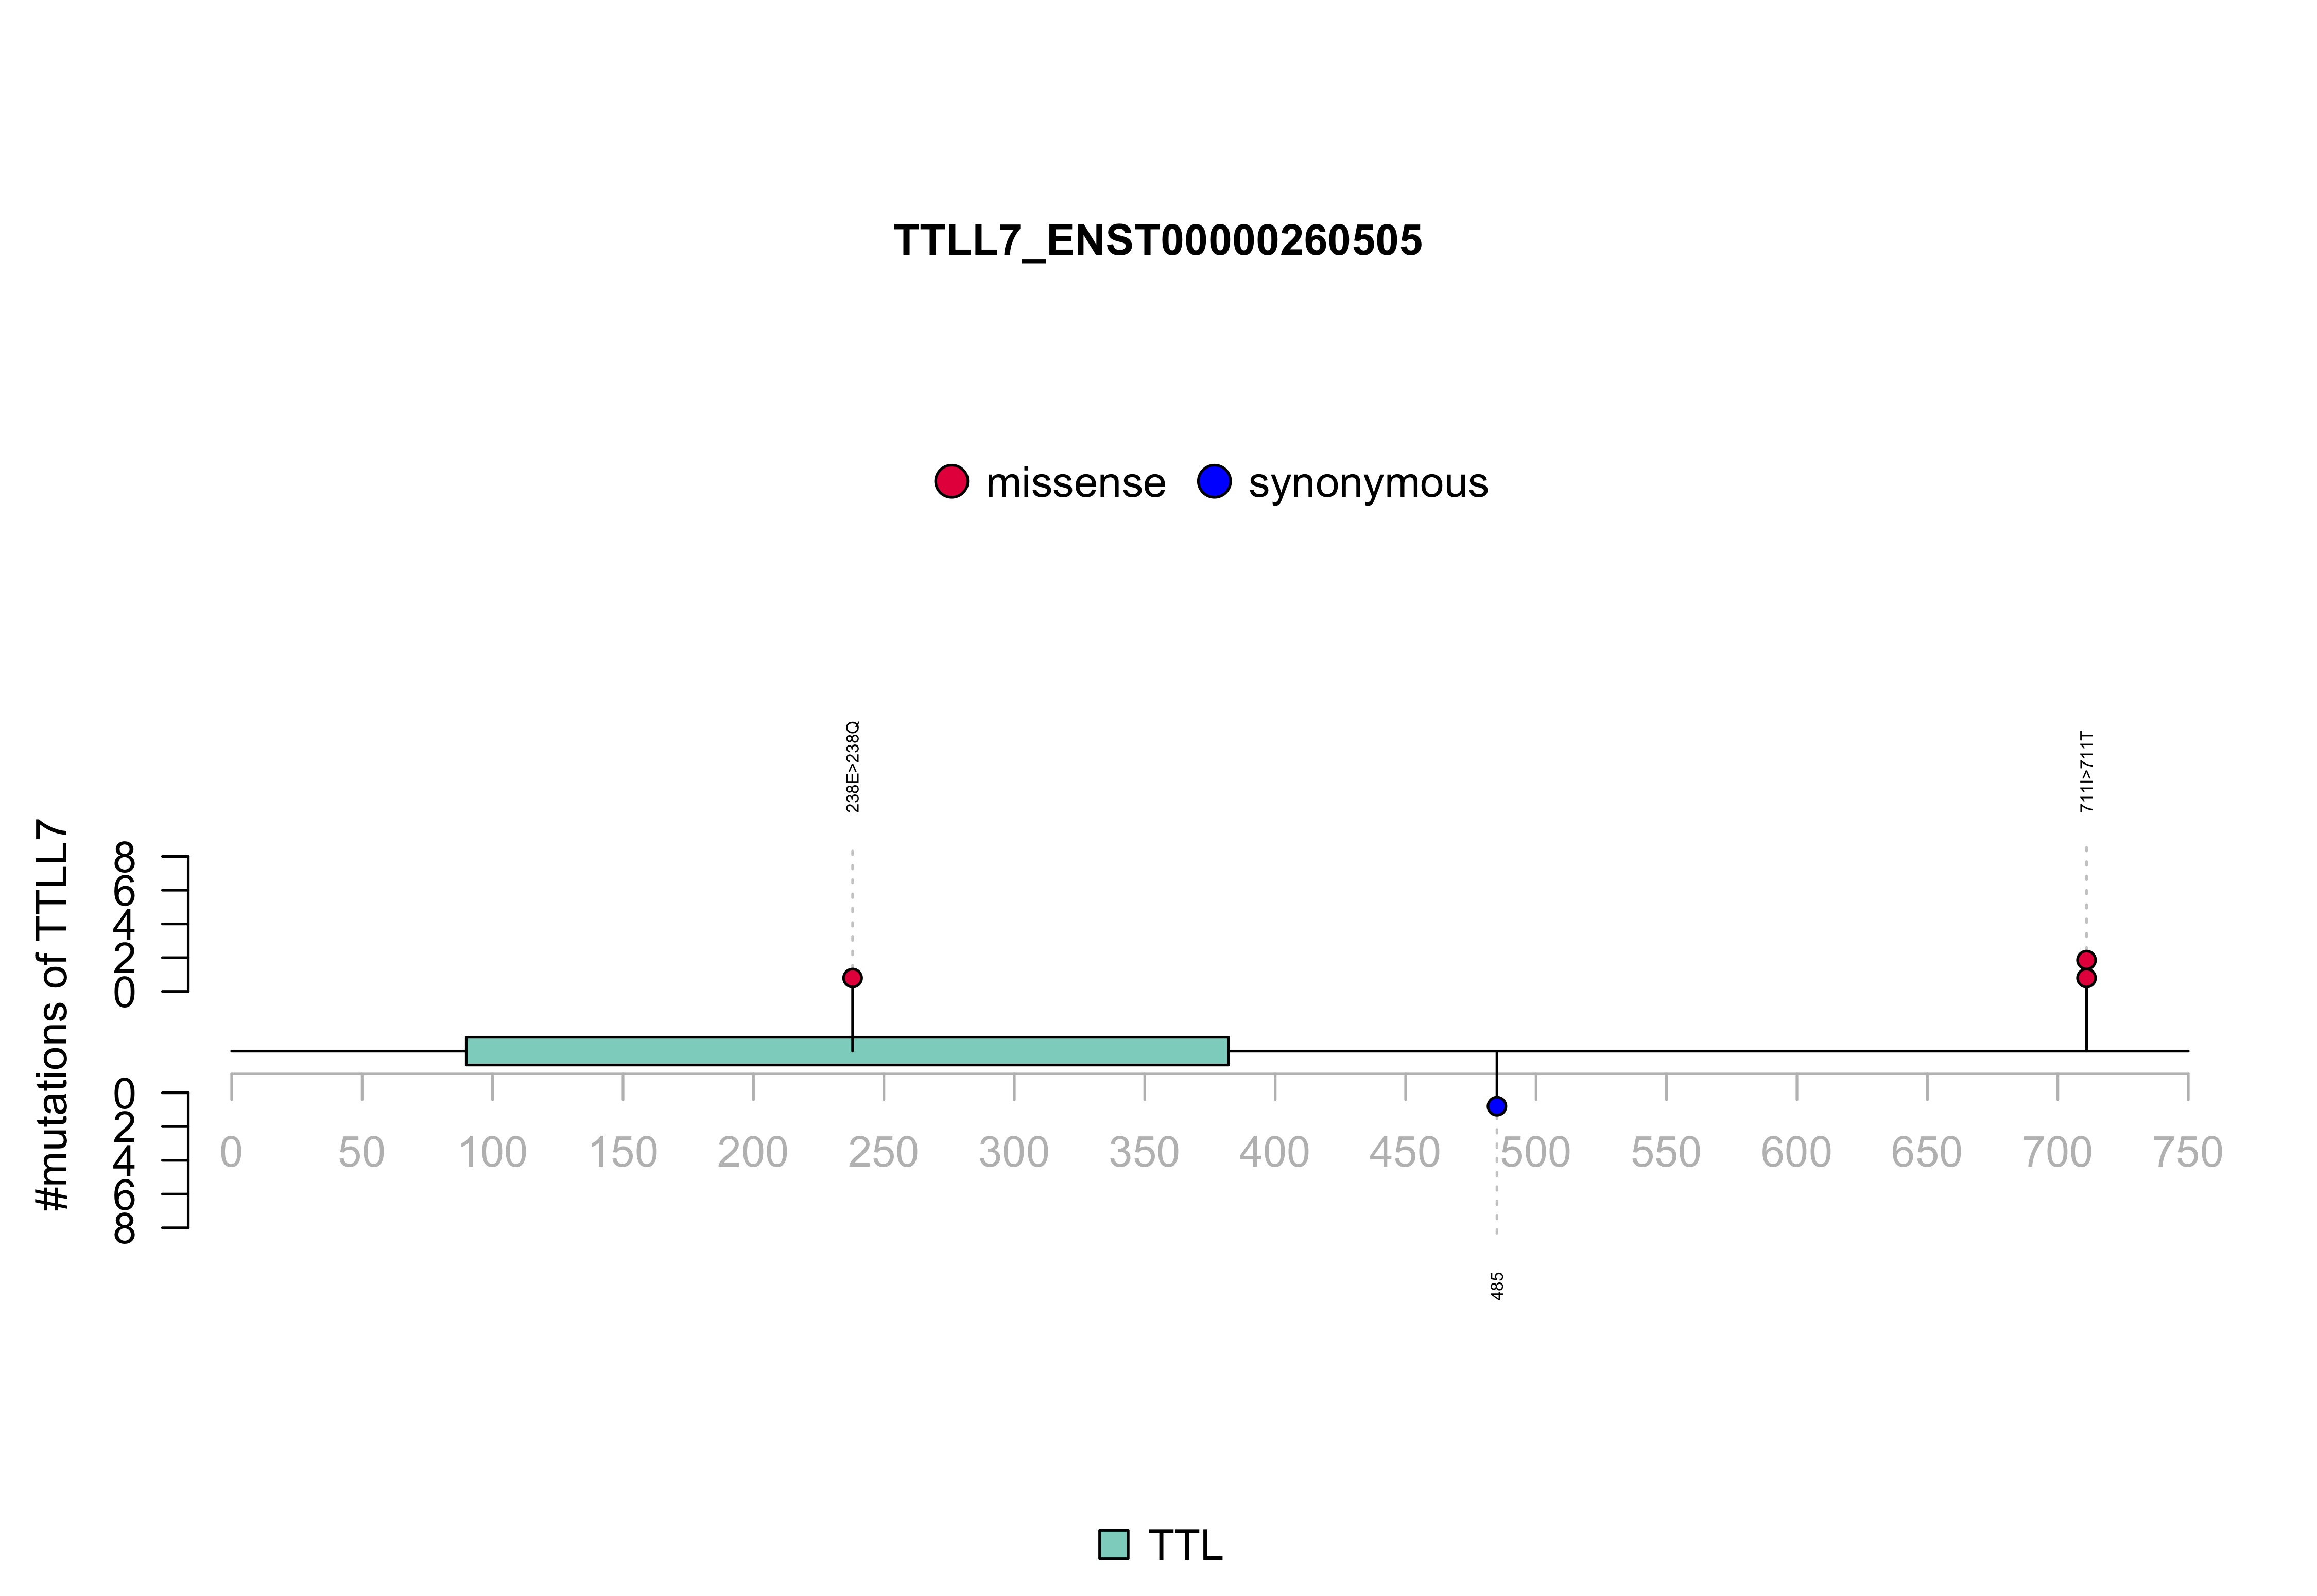 TTLL7_ENST00000260505
missense synonymous
238E>238Q
711I>711T
#mutations of TTLL7
8
6
4
2
0
0
2
4
6
8
0 50 100 150 200 250 300 350 400 450 500 550 600 650 700 750
485
TTL